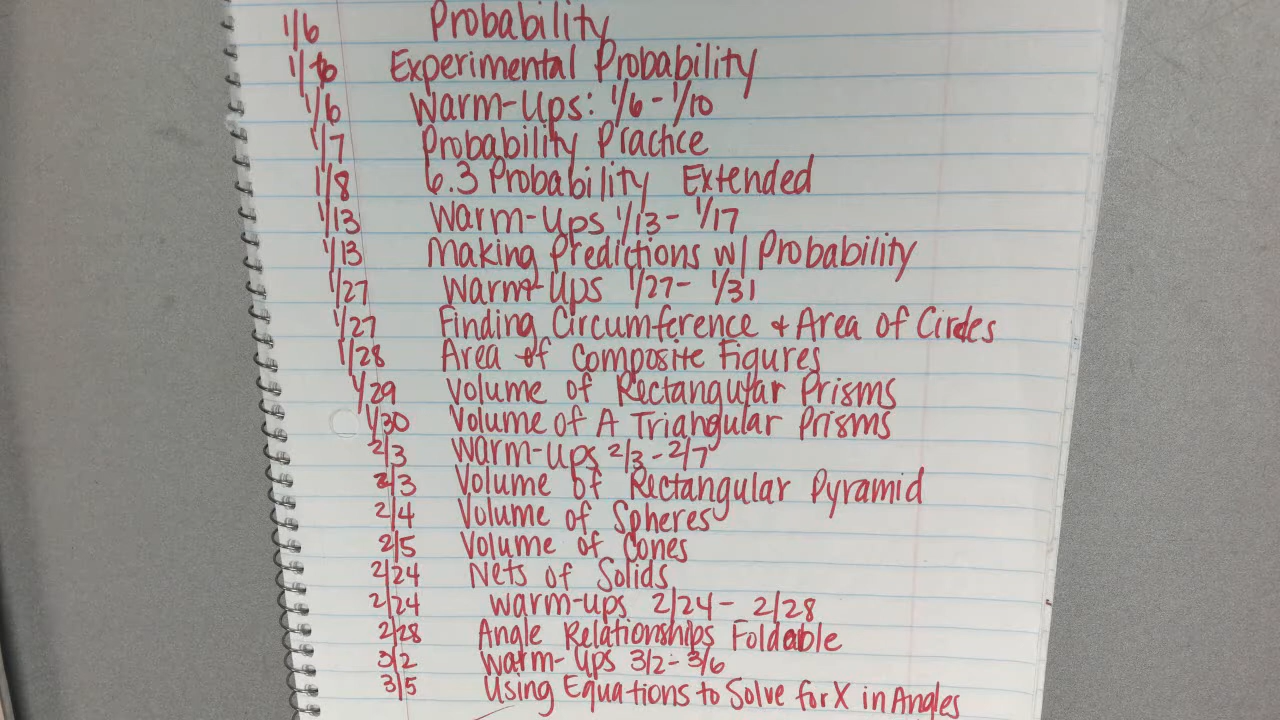 1/6 Probability
1/6 Experimental Probability
1/6 Warm-Ups: 1/6 - 1/10
1/7 Probability Practice
1/8 6.3 Probability Extended
1/13 Warm-Ups 1/13 - 1/17
1/13 Making Predictions w/ Probability
1/27 Warm-Ups 1/27 - 1/31
1/27 Finding Circumference & Area of Circles
1/28 Area of Composite Figures
1/29 Volume of Rectangular Prisms
1/30 Volume of A Triangular Prisms
2/3 Warm-Ups 2/3 - 2/7
2/3 Volume of Rectangular Pyramid
2/4 Volume of Spheres
2/5 Volume of Cones
2/24 Nets of Solids
2/24 Warm-ups 2/24 - 2/28
2/28 Angle Relationships Foldable
3/2 Warm-Ups 3/2 - 3/6
3/5 Using Equations to Solve for X in Angles